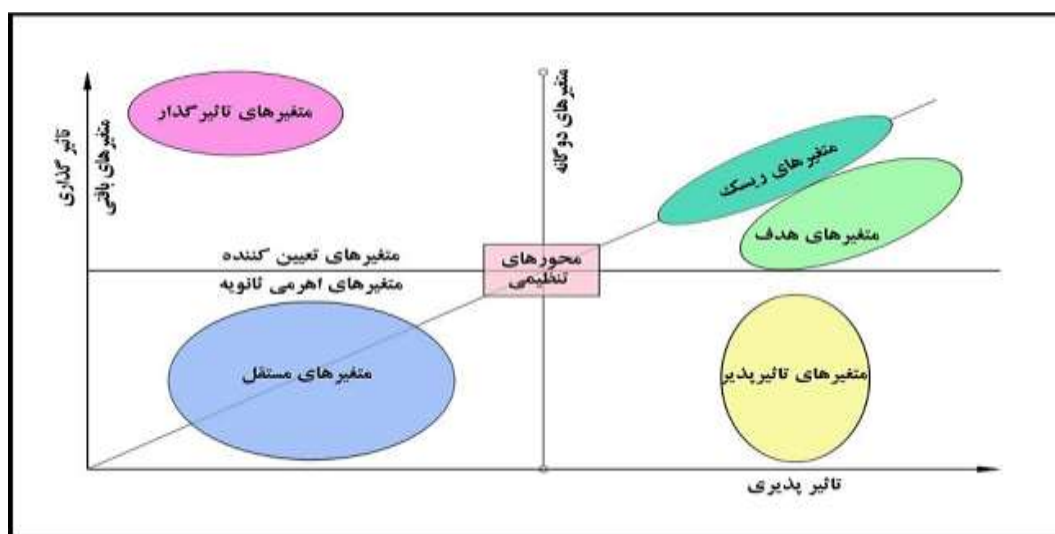 متغیرهای تاثیرگذار
تاثیر گذاری
متغیرهای بافتی
متغیرهای دوگانه
متغیرهای ریسک
متغیرهای هدف
متغیرهای تعیین کننده
متغیرهای اهرمی ثانویه
محورهای
تنظیمی
متغیرهای مستقل
متغیرهای تاثیرپذیر
تاثیر پذیری